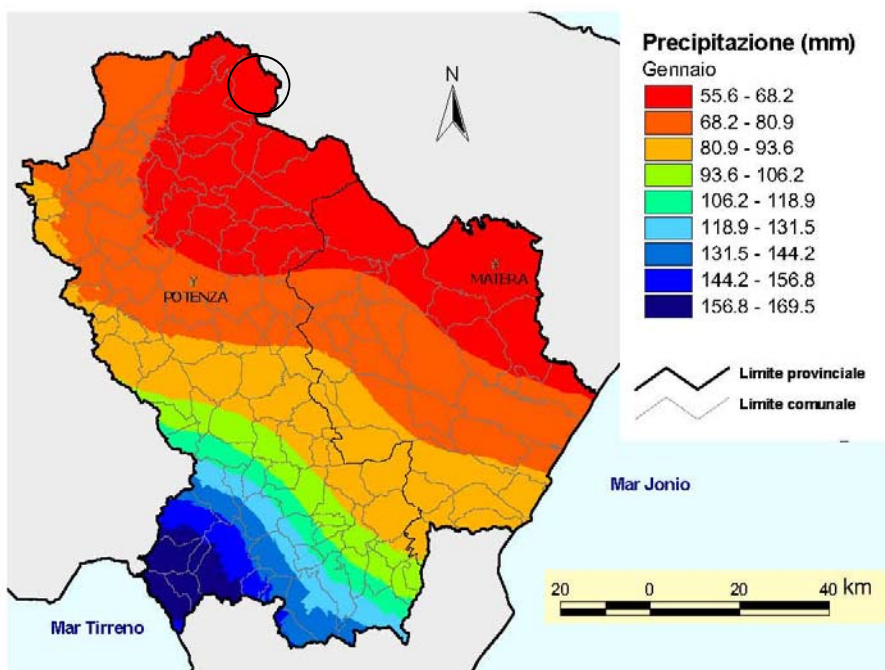 Precipitazione (mm)
Gennaio
55.6 - 68.2
68.2 - 80.9
80.9 - 93.6
93.6 - 106.2
106.2 - 118.9
118.9 - 131.5
131.5 - 144.2
144.2 - 156.8
156.8 - 169.5
Limite provinciale
Limite comunale
N
MATERA
POTENZA
Mar Jonio
20 0 20 40 km
Mar Tirreno